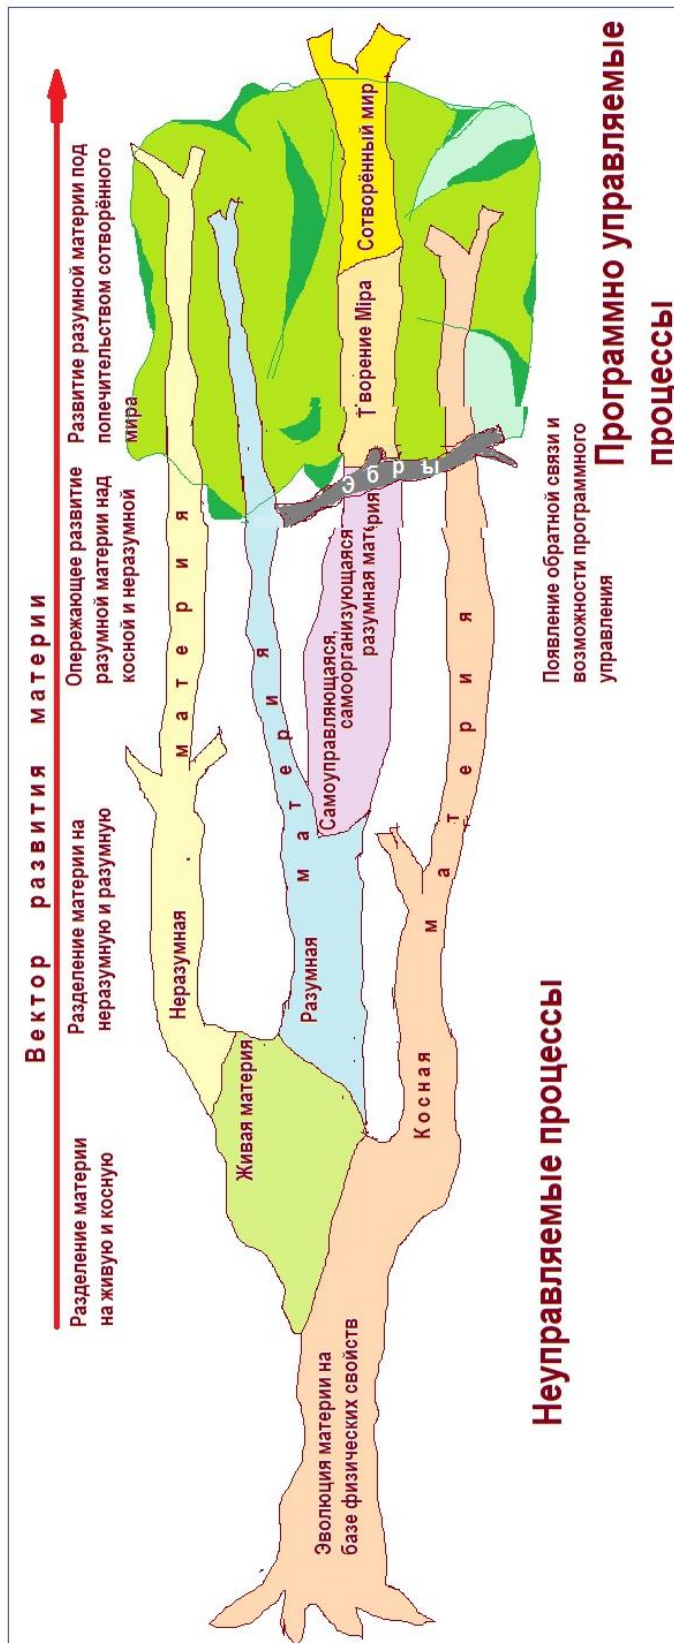 Вектор развития материи
Разделение материи
на живую и косную
Разделение материи на
неразумную и разумную
Опережающее развитие
разумной материи над
косной и неразумной
Развитие разумной материи под
попечительством сотворённого
мира
Неразумная материя
Живая материя
Разумная материя
Самоуправляющаяся,
самоорганизующаяся
разумная материя
Эбры
Творение Мiра
Сотворённый мир
Эволюция материи на
базе физических свойств
Косная материя
Появление обратной связи и
возможности программного
управления
Неуправляемые процессы
Программно управляемые
процессы